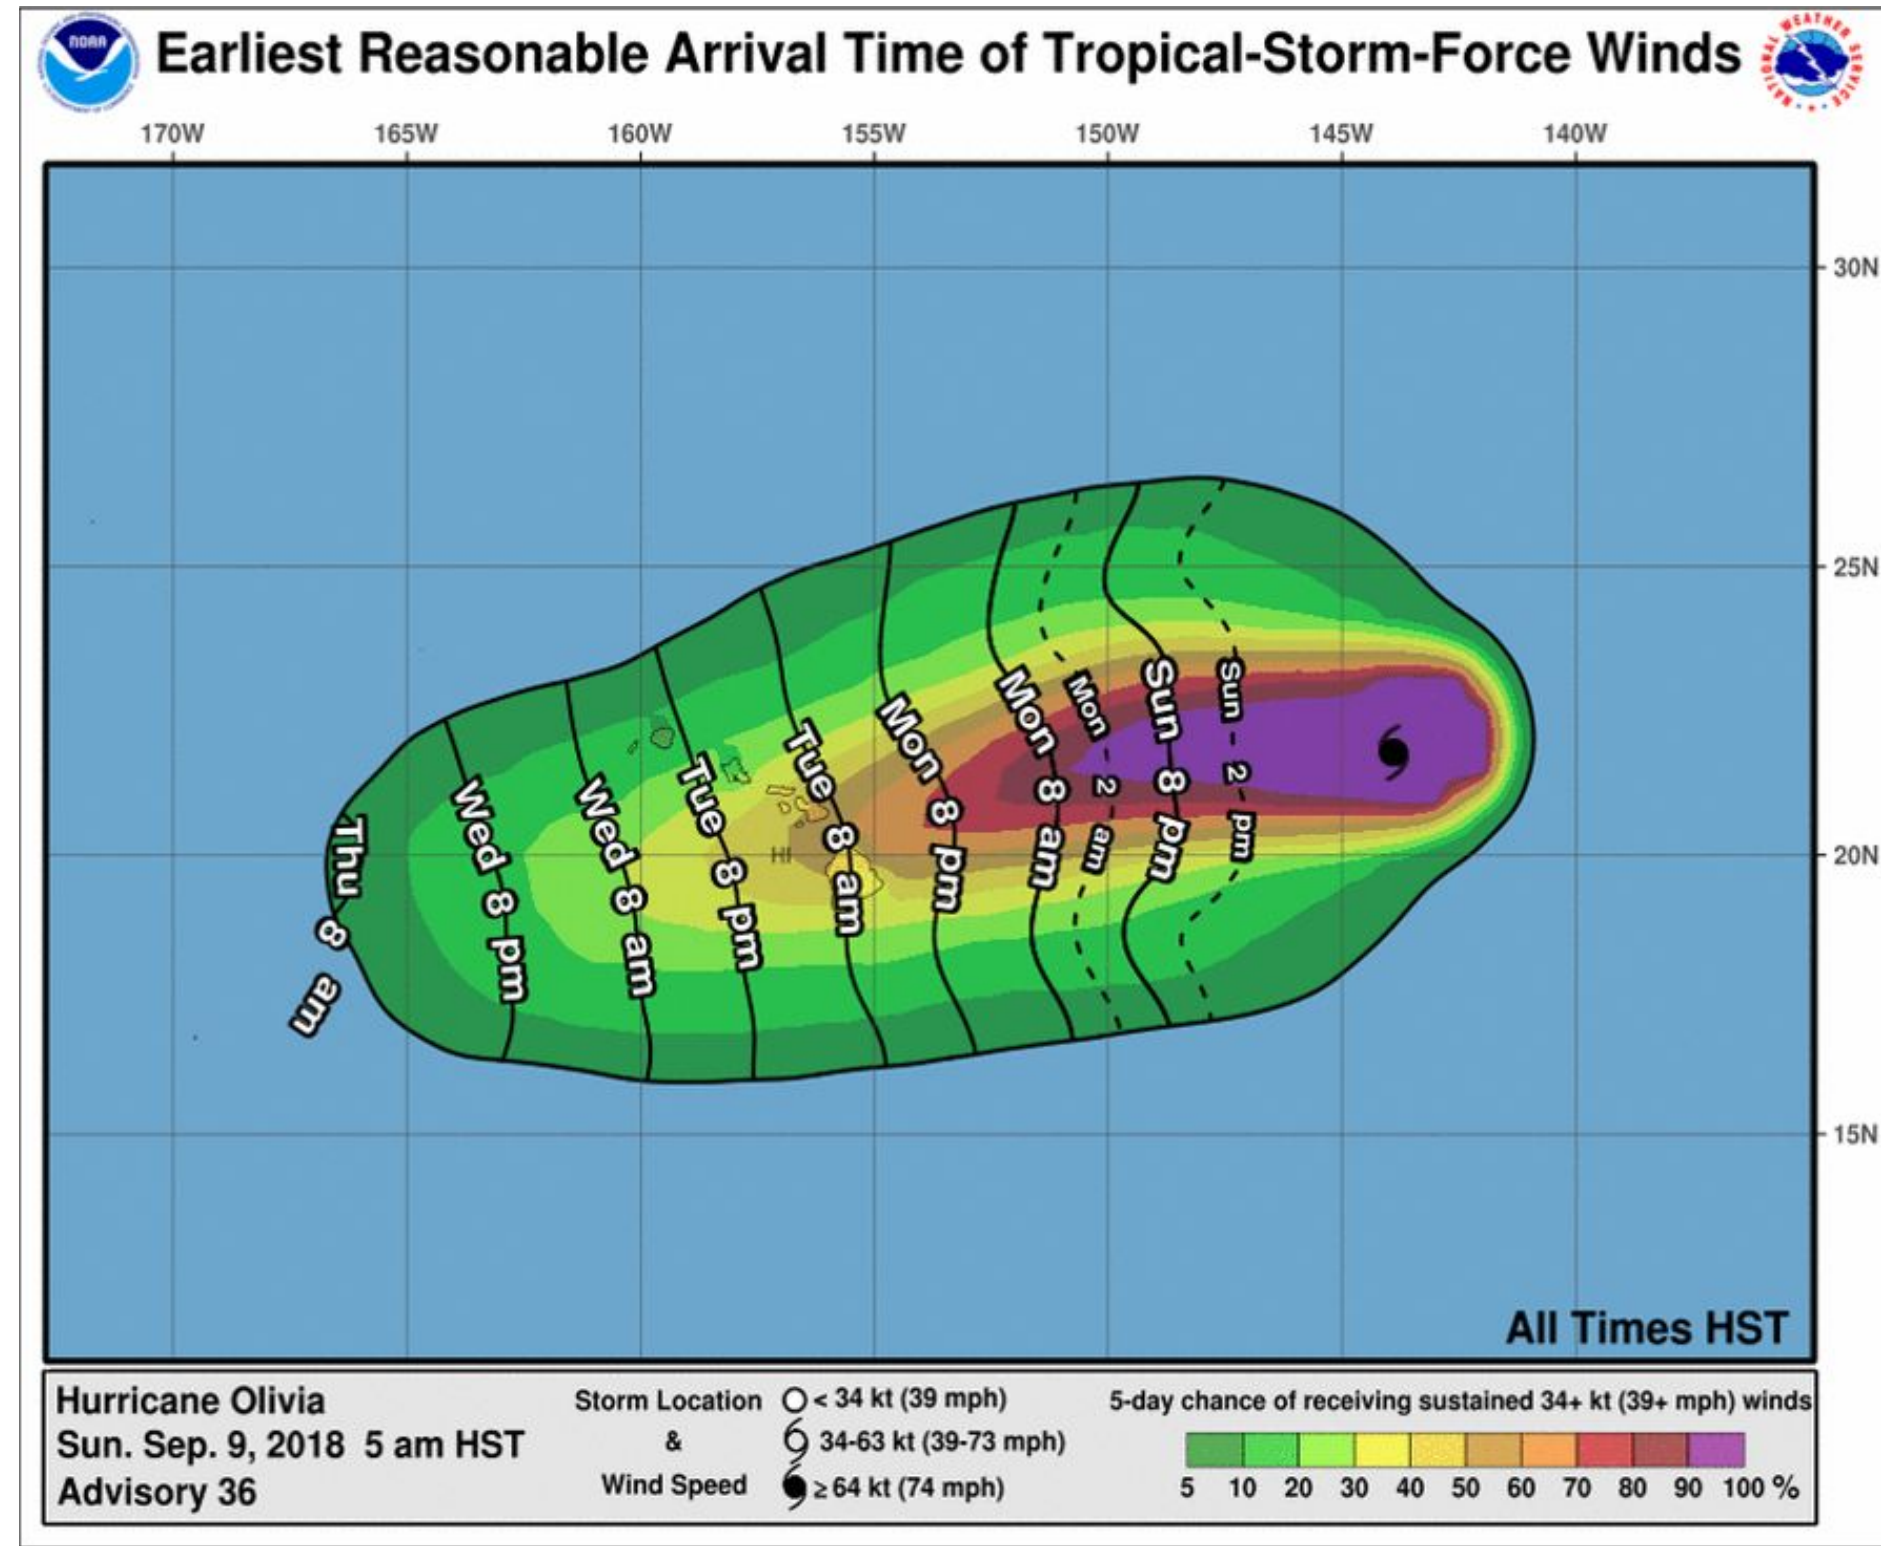 NOAA
Earliest Reasonable Arrival Time of Tropical-Storm-Force Winds
NATIONAL WEATHER SERVICE
170W 165W 160W 155W 150W 145W 140W
30N
25N
20N
15N
Thu 8 am
Wed 8 pm
Wed 8 am
Tue 8 pm
Tue 8 am
Mon 8 pm
Mon 8 am
Mon 2 am
Sun 8 pm
Sun 2 pm
HI
All Times HST
Hurricane Olivia
Sun. Sep. 9, 2018 5 am HST
Advisory 36
Storm Location
&
Wind Speed
< 34 kt (39 mph)
34-63 kt (39-73 mph)
≥ 64 kt (74 mph)
5-day chance of receiving sustained 34+ kt (39+ mph) winds
5 10 20 30 40 50 60 70 80 90 100 %